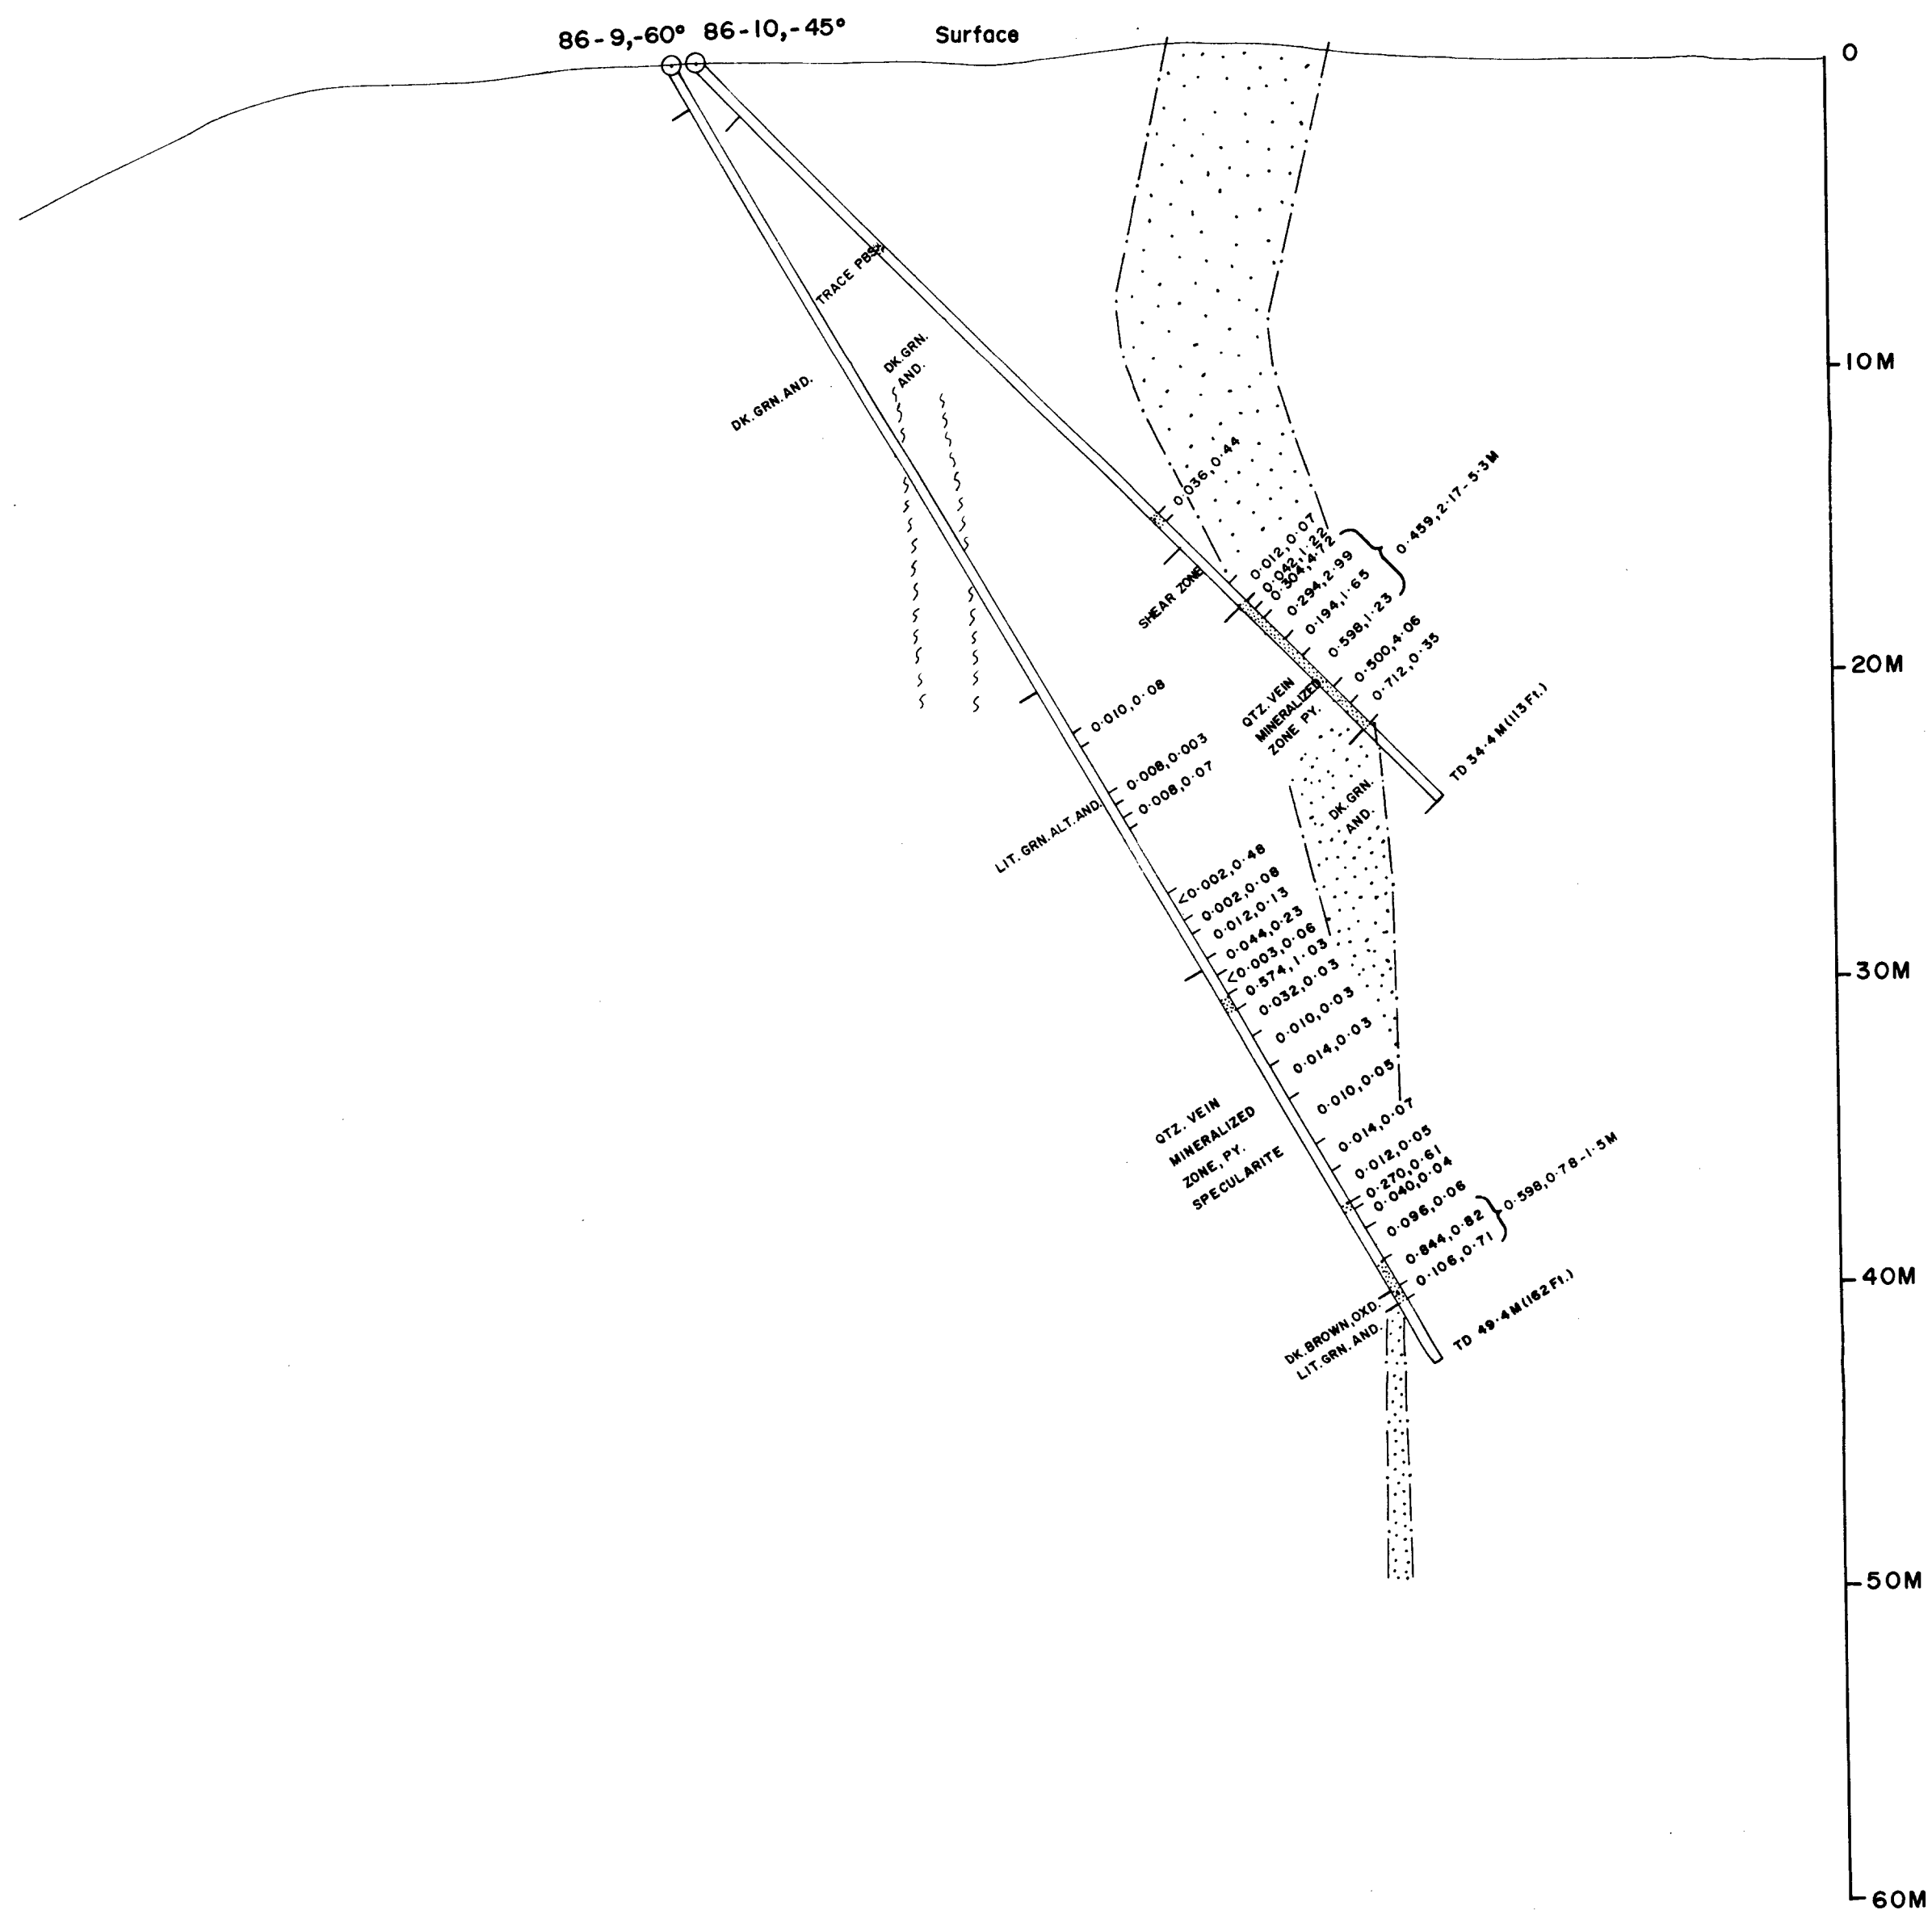 86-9,-60° 86-10,-45°
Surface
0
10M
20M
30M
40M
50M
60M
TRACE PBS
DK.GRN.
AND.
DK.GRN.AND.
0.036,0.44
SHEAR ZONE
0.012,0.07
0.042,1.22
0.304,4.72
0.294,2.99
0.194,1.65
0.598,1.23
0.459,2.17-5.3M
0.500,4.06
0.712,0.35
QTZ. VEIN
MINERALIZED
ZONE PY.
DK.GRN.
AND.
TD 34.4M(113Ft.)
0.010,0.08
0.008,0.003
0.008,0.07
LIT. GRN.ALT.AND.
<0.002,0.48
0.002,0.08
0.012,0.13
0.044,0.23
<0.003,0.06
0.574,1.03
0.032,0.03
0.010,0.03
0.014,0.03
0.010,0.05
0.014,0.07
0.012,0.05
0.270,0.61
0.040,0.04
0.096,0.06
0.844,0.82
0.106,0.71
0.598,0.78-1.5M
QTZ. VEIN
MINERALIZED
ZONE, PY.
SPECULARITE
DK.BROWN,OXD.
LIT.GRN.AND.
TD 49.4M(162Ft.)